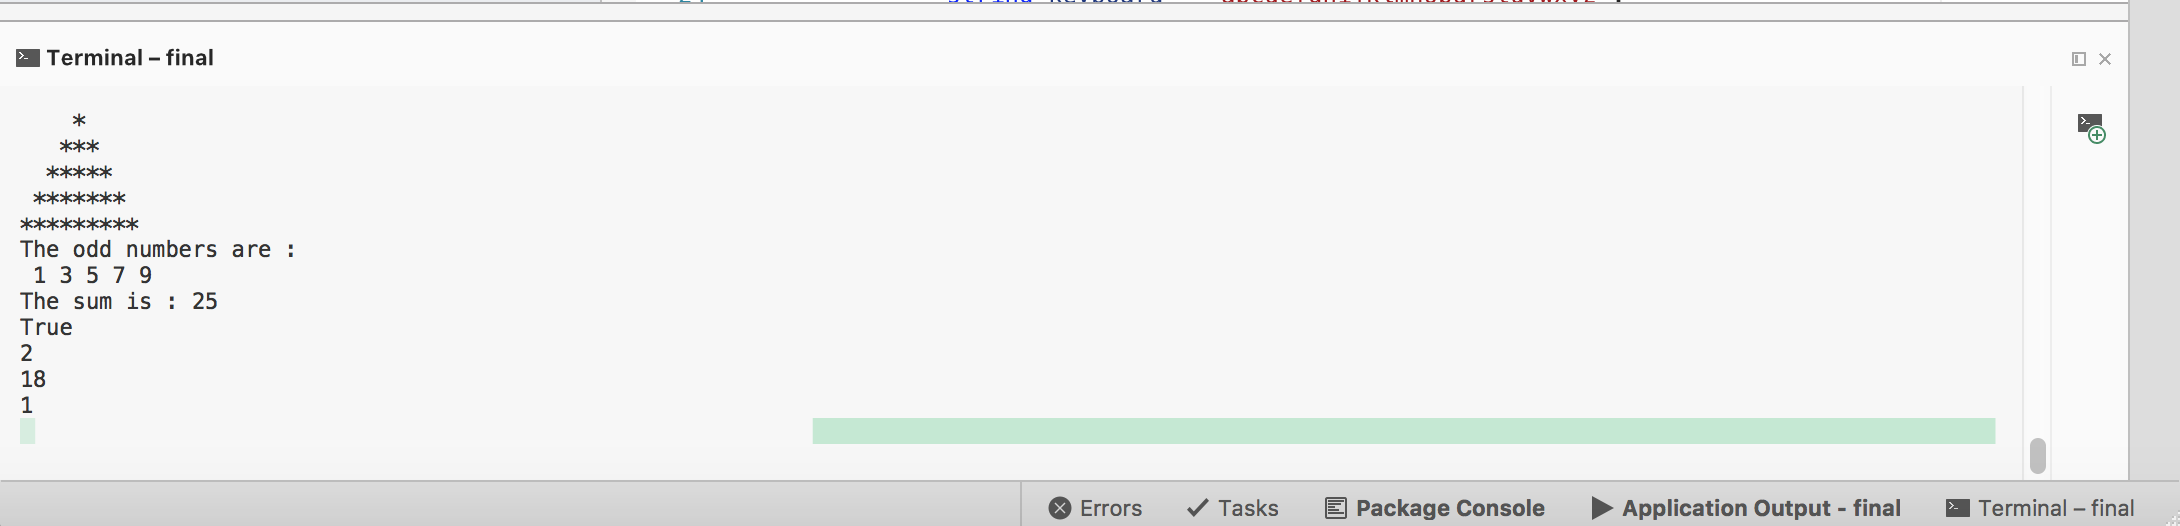 Terminal – final
    *
   ***
  *****
 *******
*********
The odd numbers are :
 1 3 5 7 9
The sum is : 25
True
2
18
1
Errors Tasks Package Console Application Output - final Terminal – final